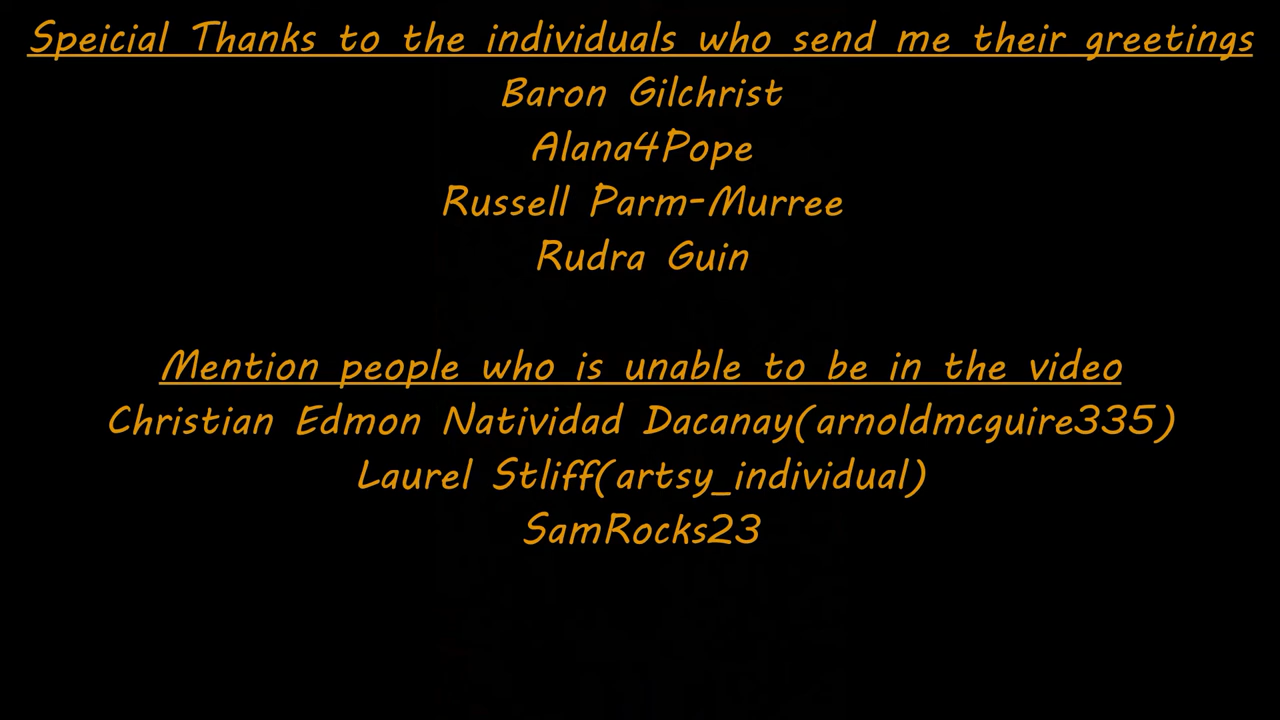 Speicial Thanks to the individuals who send me their greetings
Baron Gilchrist
Alana4Pope
Russell Parm-Murree
Rudra Guin
Mention people who is unable to be in the video
Christian Edmon Natividad Dacanay(arnoldmcguire335)
Laurel Stliff(artsy_individual)
SamRocks23